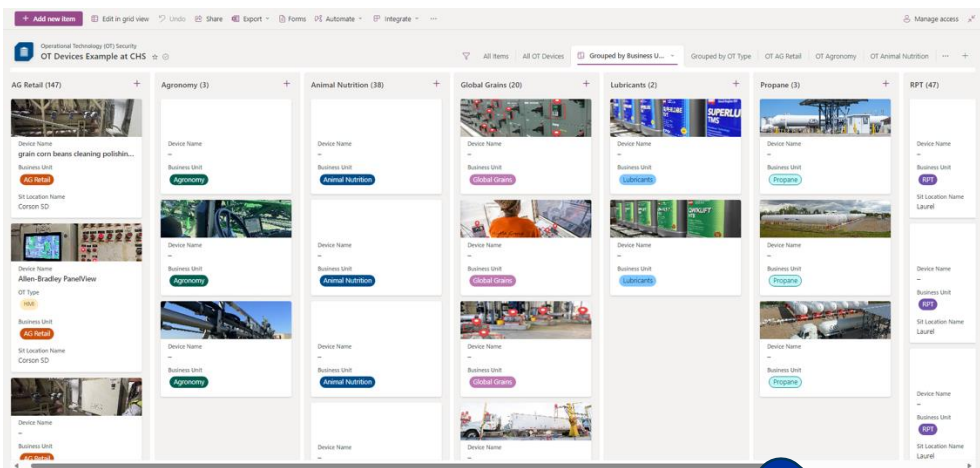 + Add new item Edit in grid view Undo Share Export Forms Automate Integrate ... Manage access
Operational Technology (OT) Security
OT Devices Example at CHS
All Items All OT Devices Grouped by Business U... Grouped by OT Type OT AG Retail OT Agronomy OT Animal Nutrition ... +
AG Retail (147) +
Device Name
grain corn beans cleaning polishin...
Business Unit
AG Retail
Sit Location Name
Corson SD
Device Name
Allen-Bradley PanelView
OT Type
HMI
Business Unit
AG Retail
Sit Location Name
Corson SD
Device Name
–
Business Unit
AG Retail
Agronomy (3) +
Device Name
–
Business Unit
Agronomy
Device Name
–
Business Unit
Agronomy
Device Name
–
Business Unit
Agronomy
Animal Nutrition (38) +
Device Name
–
Business Unit
Animal Nutrition
Device Name
–
Business Unit
Animal Nutrition
Device Name
–
Business Unit
Animal Nutrition
Device Name
–
Global Grains (20) +
Device Name
–
Business Unit
Global Grains
Device Name
–
Business Unit
Global Grains
Device Name
–
Business Unit
Global Grains
Device Name
–
Lubricants (2) +
SUPERLU
TMS
Device Name
–
Business Unit
Lubricants
Device Name
–
Business Unit
Lubricants
Propane (3) +
Device Name
–
Business Unit
Propane
Device Name
–
Business Unit
Propane
Device Name
–
Business Unit
Propane
RPT (47)
Device Name
–
Business Unit
RPT
Sit Location Name
Laurel
Device Name
–
Business Unit
RPT
Sit Location Name
Laurel
Device Name
–
Business Unit
RPT
Sit Location Name
Laurel